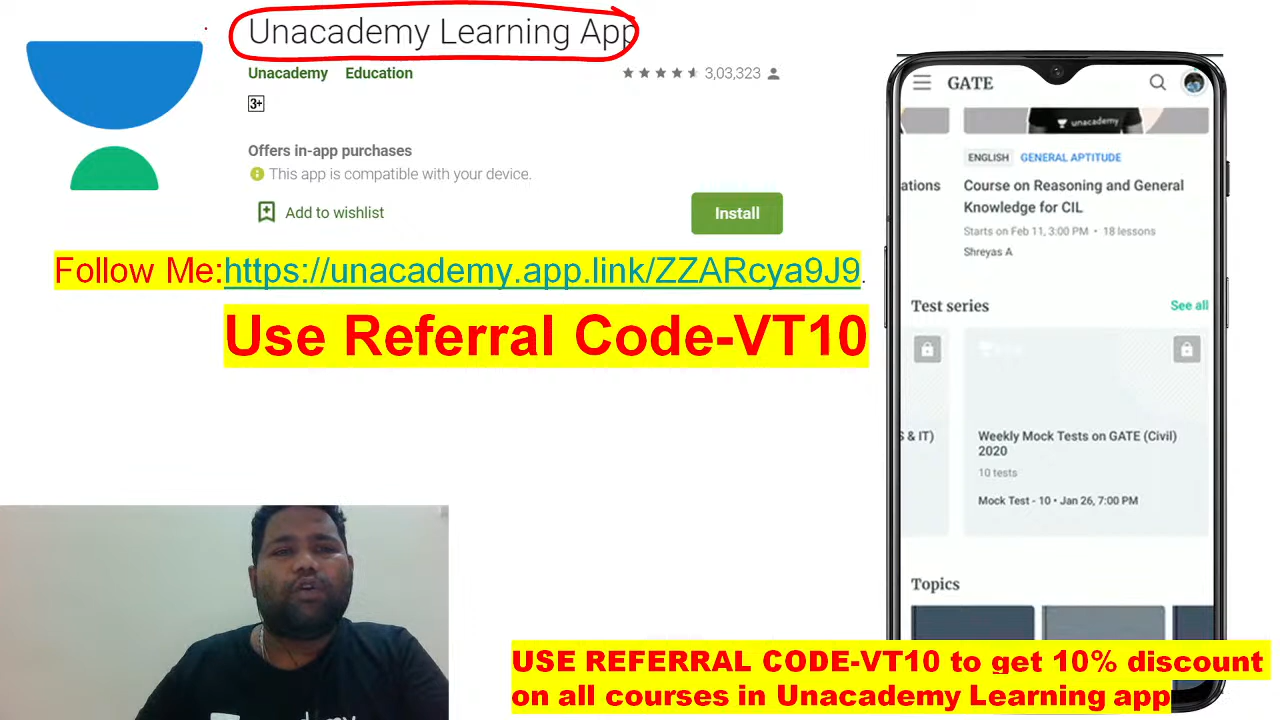 Unacademy Learning App
Unacademy Education
3,03,323
3+
Offers in-app purchases
This app is compatible with your device.
Add to wishlist
Install
Follow Me:https://unacademy.app.link/ZZARcya9J9.
Use Referral Code-VT10
GATE
unacademy
ENGLISH GENERAL APTITUDE
ations
Course on Reasoning and General
Knowledge for CIL
Starts on Feb 11, 3:00 PM • 18 lessons
Shreyas A
Test series
See all
S & IT)
Weekly Mock Tests on GATE (Civil)
2020
10 tests
Mock Test - 10 • Jan 26, 7:00 PM
Topics
USE REFERRAL CODE-VT10 to get 10% discount
on all courses in Unacademy Learning app